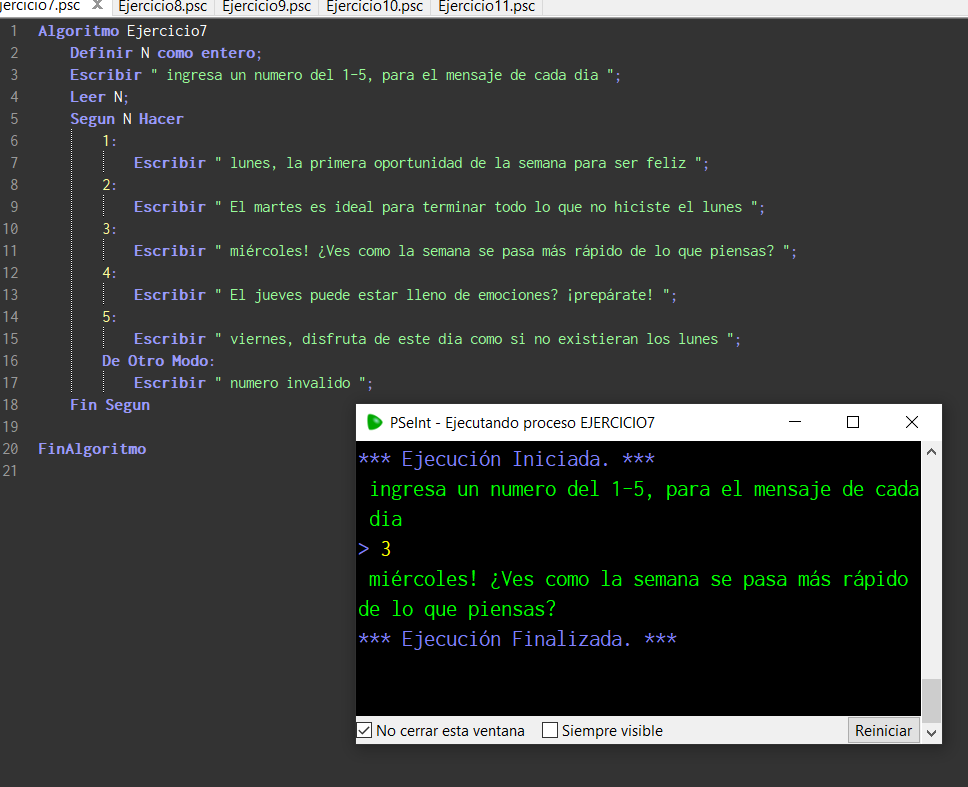 jercicio7.psc X Ejercicio8.psc Ejercicio9.psc Ejercicio10.psc Ejercicio11.psc
1 Algoritmo Ejercicio7
2 Definir N como entero;
3 Escribir " ingresa un numero del 1-5, para el mensaje de cada dia ";
4 Leer N;
5 Segun N Hacer
6 1:
7 Escribir " lunes, la primera oportunidad de la semana para ser feliz ";
8 2:
9 Escribir " El martes es ideal para terminar todo lo que no hiciste el lunes ";
10 3:
11 Escribir " miércoles! ¿Ves como la semana se pasa más rápido de lo que piensas? ";
12 4:
13 Escribir " El jueves puede estar lleno de emociones? ¡prepárate! ";
14 5:
15 Escribir " viernes, disfruta de este dia como si no existieran los lunes ";
16 De Otro Modo:
17 Escribir " numero invalido ";
18 Fin Segun
19
20 FinAlgoritmo
21
PSeInt - Ejecutando proceso EJERCICIO7
*** Ejecución Iniciada. ***
ingresa un numero del 1-5, para el mensaje de cada
dia
> 3
miércoles! ¿Ves como la semana se pasa más rápido
de lo que piensas?
*** Ejecución Finalizada. ***
No cerrar esta ventana Siempre visible Reiniciar